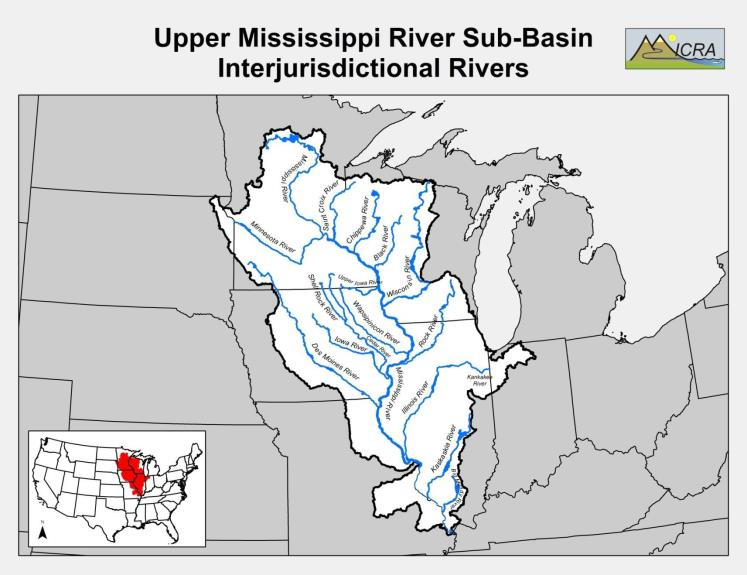 Upper Mississippi River Sub-Basin
Interjurisdictional Rivers
MICRA
Mississippi River
Saint Croix River
Chippewa River
Black River
Minnesota River
Wisconsin River
Upper Iowa River
Shell Rock River
Wapsipinicon River
Cedar River
Rock River
Iowa River
Des Moines River
Mississippi River
Illinois River
Kankakee
River
Kaskaskia River
N